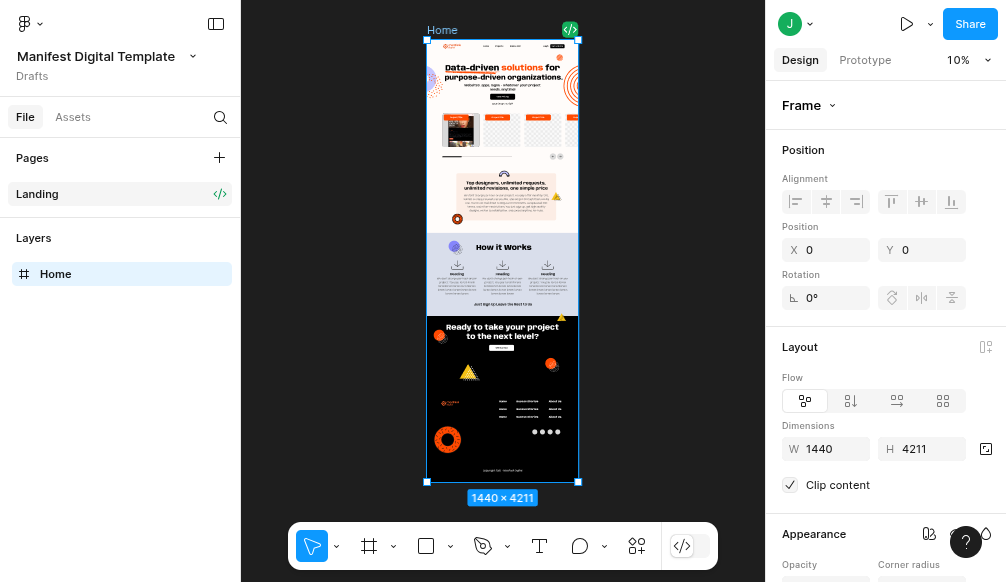 Manifest Digital Template
Drafts
File
Assets
Pages
Landing
Layers
Home
Home
Data-driven solutions for
purpose-driven organizations.
Top designers, unlimited requests,
unlimited revisions, one simple price
How it Works
Heading
Heading
Heading
Ready to take your project
to the next level?
1440 × 4211
J
Share
Design
Prototype
10%
Frame
Position
Alignment
Position
X 0
Y 0
Rotation
0°
Layout
Flow
Dimensions
W 1440
H 4211
Clip content
Appearance
Opacity
Corner radius
?